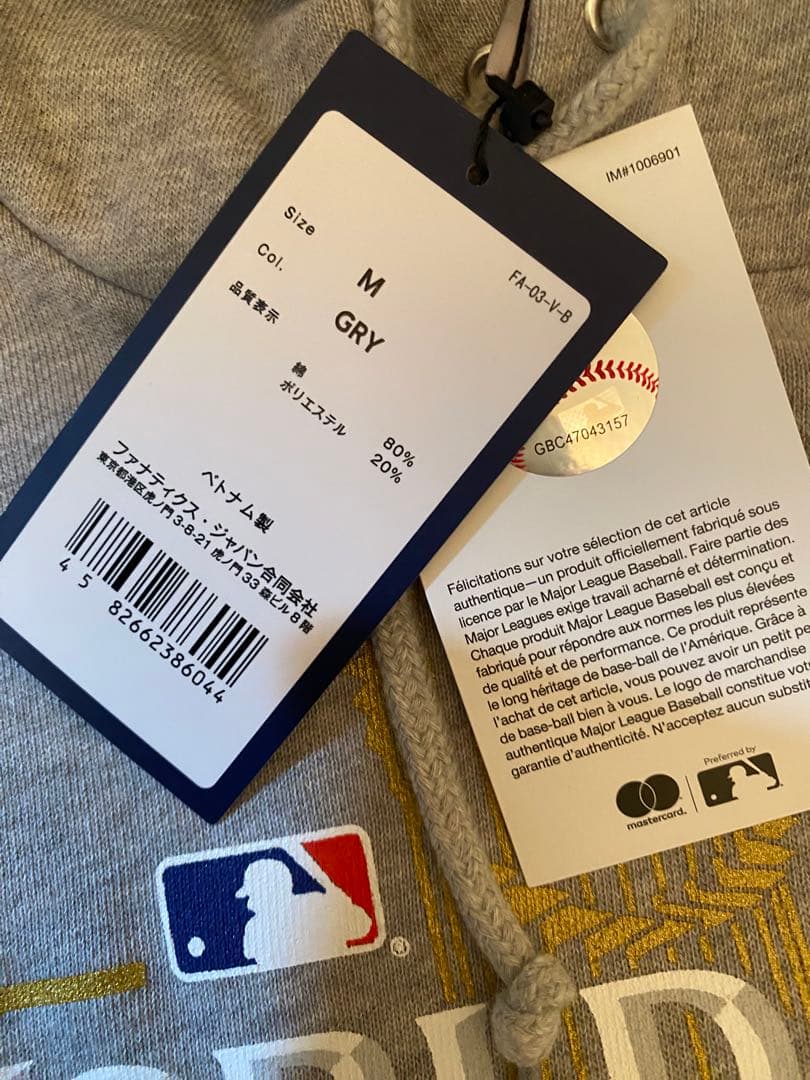 Size M
Col. GRY
品質表示
綿 80%
ポリエステル 20%
ベトナム製
ファナティクス・ジャパン合同会社
東京都港区虎ノ門3-8-21 虎ノ門33森ビル8階
4582662386044
FA-03-V-B
IM#1006901
GBC47043157
Félicitations sur votre sélection de cet article
authentique—un produit officiellement fabriqué sous
licence par le Major League Baseball. Faire partie des
Major Leagues exige travail acharné et détermination.
Chaque produit Major League Baseball est conçu et
fabriqué pour répondre aux normes les plus élevées
de qualité et de performance. Ce produit représente
le long héritage de base-ball de l'Amérique. Grâce à
l'achat de cet article, vous pouvez avoir un petit
de base-ball bien à vous. Le logo de marchandise
authentique Major League Baseball constitue
garantie d'authenticité. N'acceptez aucun
mastercard.
Preferred by
®